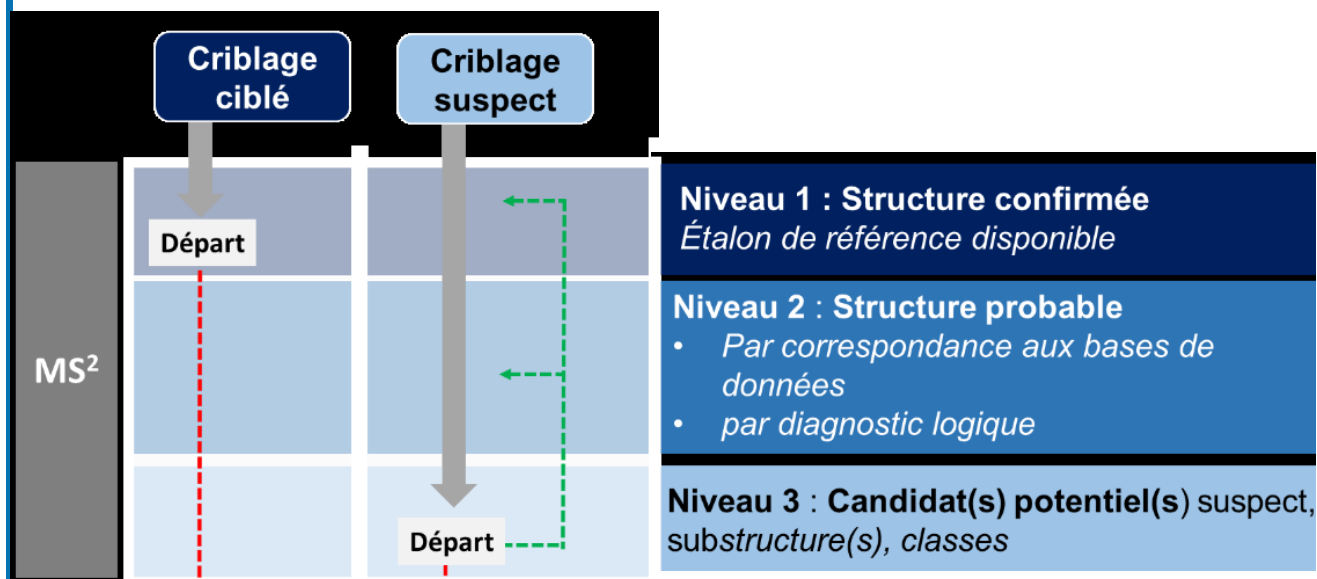 Criblage
ciblé
Criblage
suspect
Départ
Niveau 1 : Structure confirmée
Étalon de référence disponible
MS²
Niveau 2 : Structure probable
• Par correspondance aux bases de
données
• par diagnostic logique
Départ
Niveau 3 : Candidat(s) potentiel(s) suspect,
substructure(s), classes